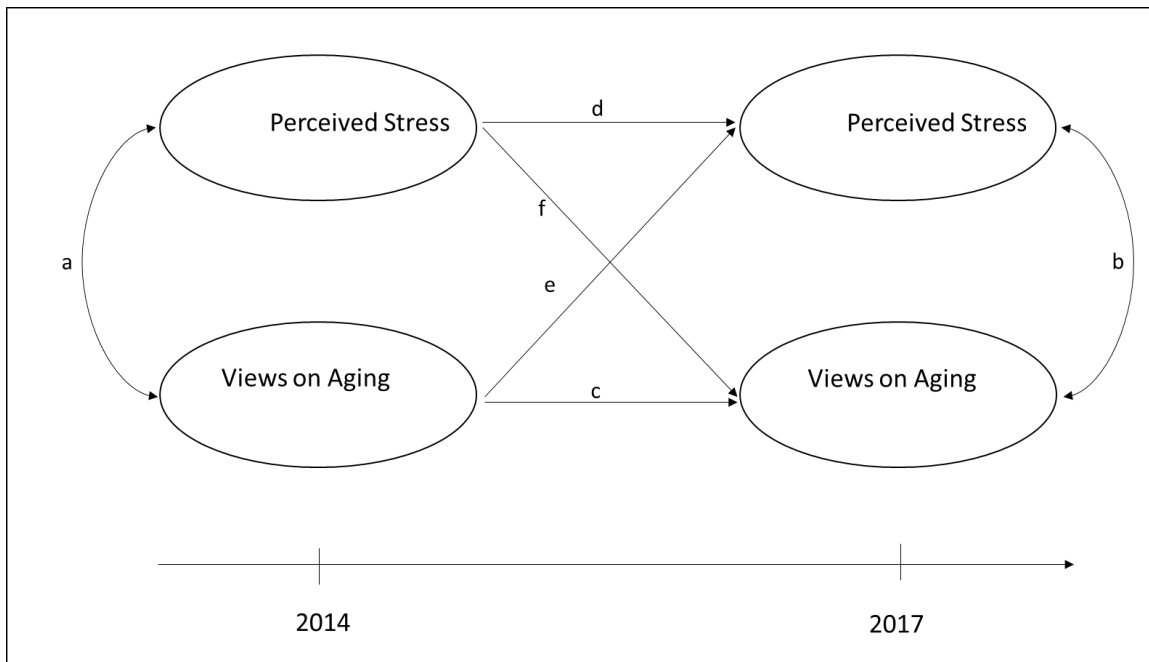 Perceived Stress
d
Perceived Stress
f
a
e
b
Views on Aging
c
Views on Aging
2014
2017